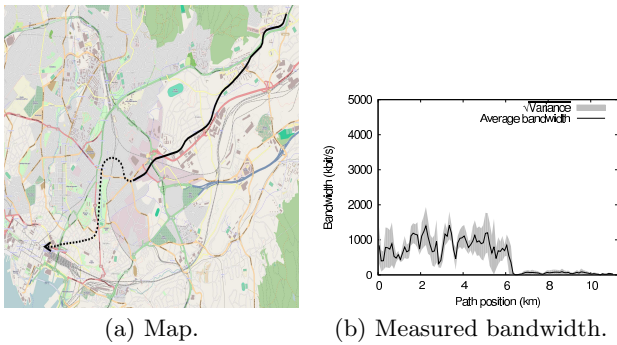 5000
4000
3000
2000
1000
0
0 2 4 6 8 10
Bandwidth (kbit/s)
Path position (km)
√Variance
Average bandwidth
(a) Map.
(b) Measured bandwidth.